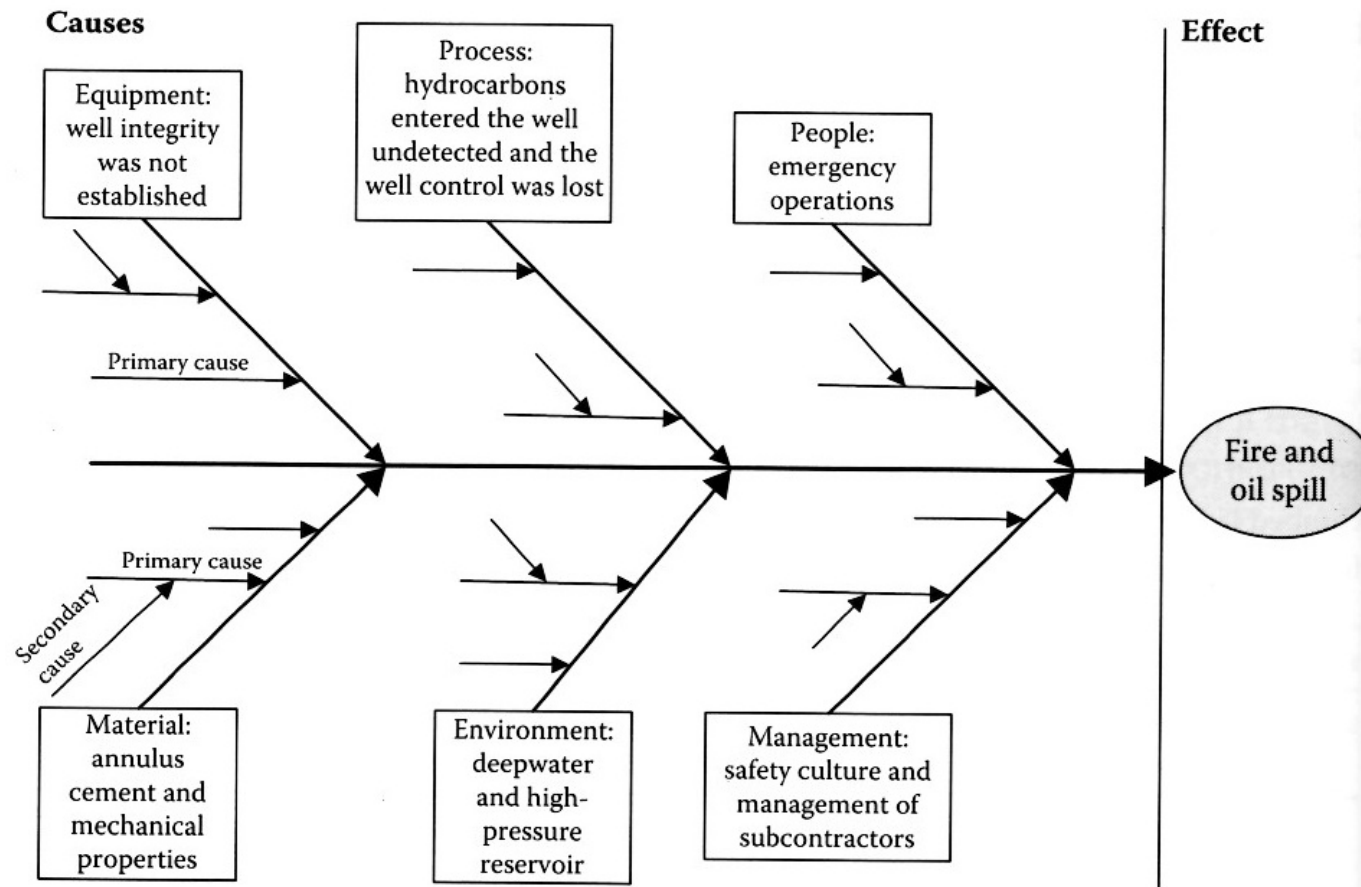 Causes
Effect
Equipment:
well integrity
was not
established
Process:
hydrocarbons
entered the well
undetected and the
well control was lost
People:
emergency
operations
Primary cause
Fire and
oil spill
Primary cause
Secondary
cause
Material:
annulus
cement and
mechanical
properties
Environment:
deepwater
and high-
pressure
reservoir
Management:
safety culture and
management of
subcontractors